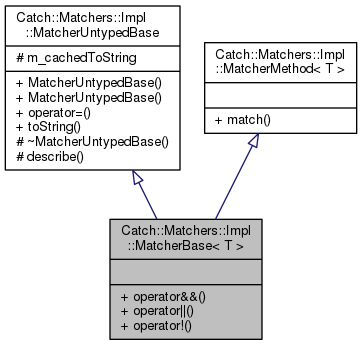 Catch::Matchers::Impl
::MatcherUntypedBase
# m_cachedToString
+ MatcherUntypedBase()
+ MatcherUntypedBase()
+ operator=()
+ toString()
# ~MatcherUntypedBase()
# describe()
Catch::Matchers::Impl
::MatcherMethod< T >
+ match()
Catch::Matchers::Impl
::MatcherBase< T >
+ operator&&()
+ operator||()
+ operator!()